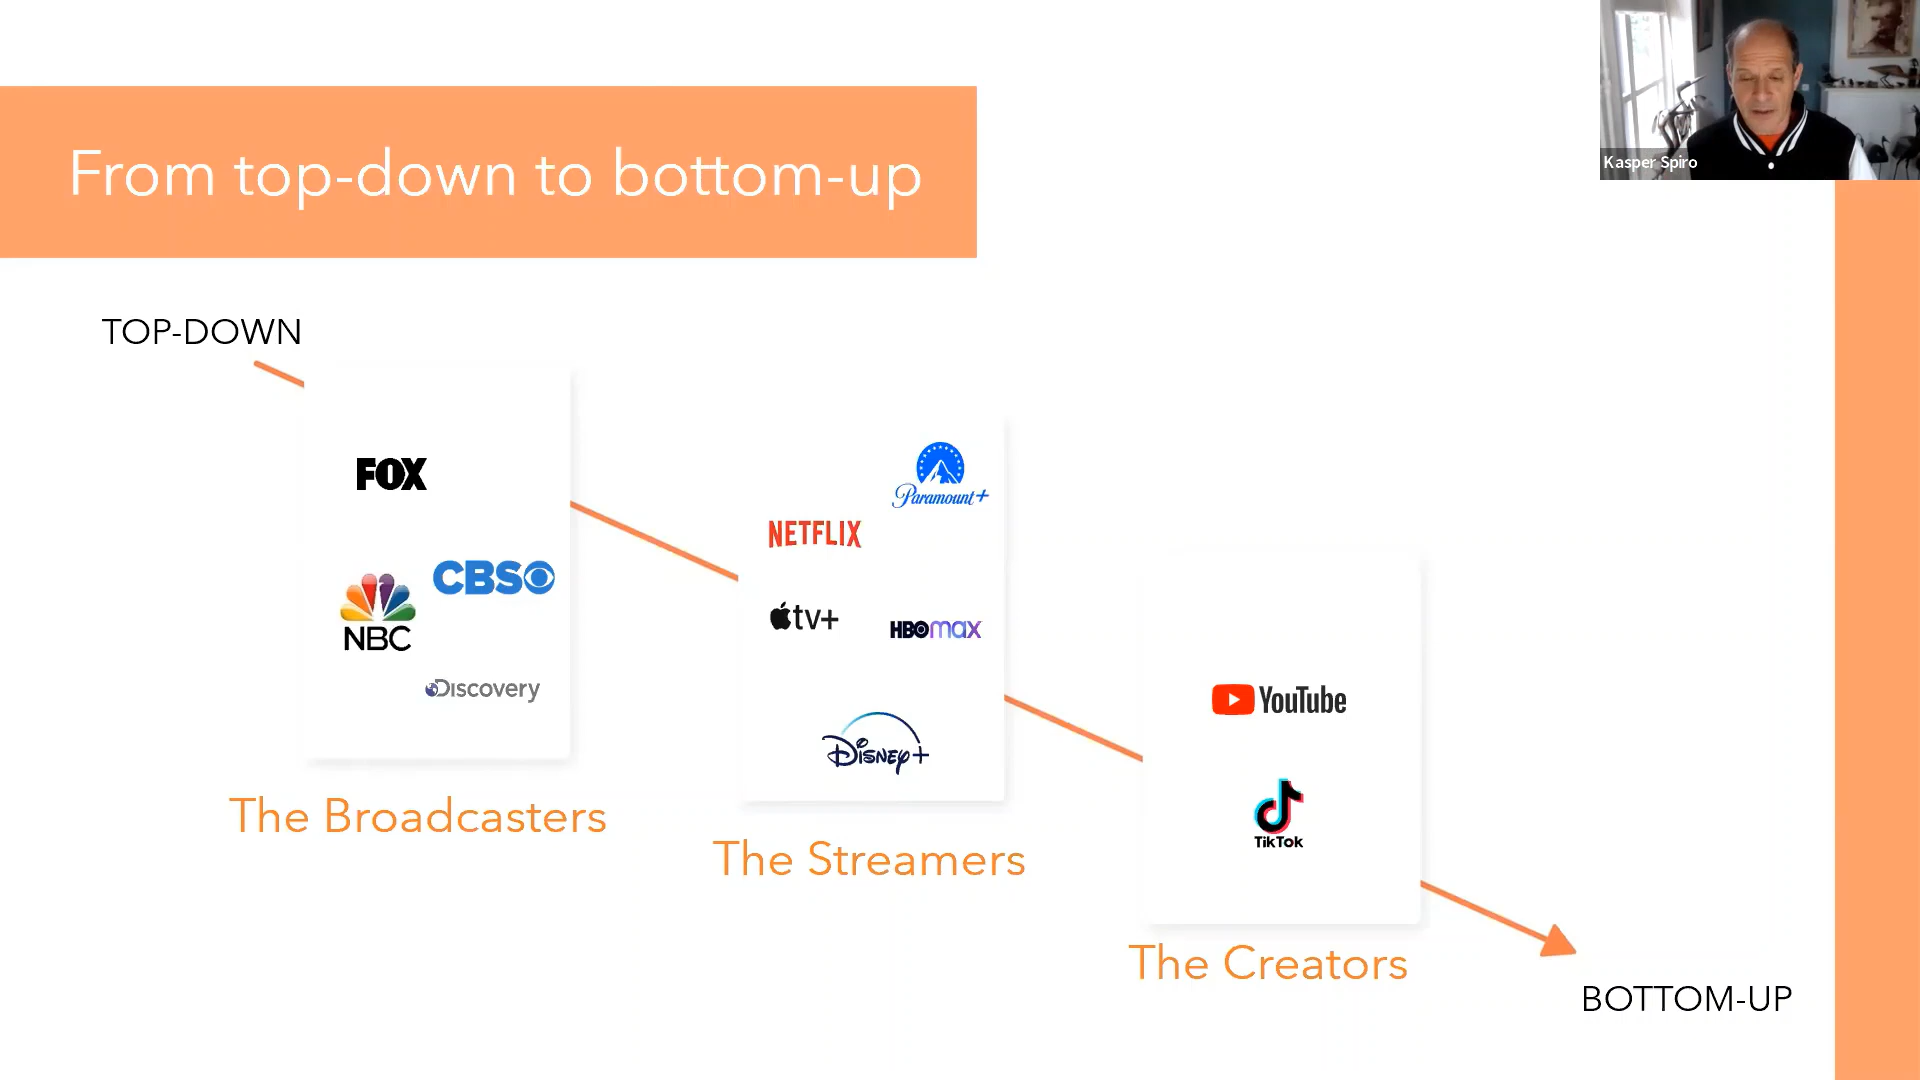 From top-down to bottom-up
Kasper Spiro
TOP-DOWN
FOX
CBS
NBC
Discovery
The Broadcasters
Paramount+
NETFLIX
tv+
HBOmax
Disney+
The Streamers
YouTube
TikTok
The Creators
BOTTOM-UP